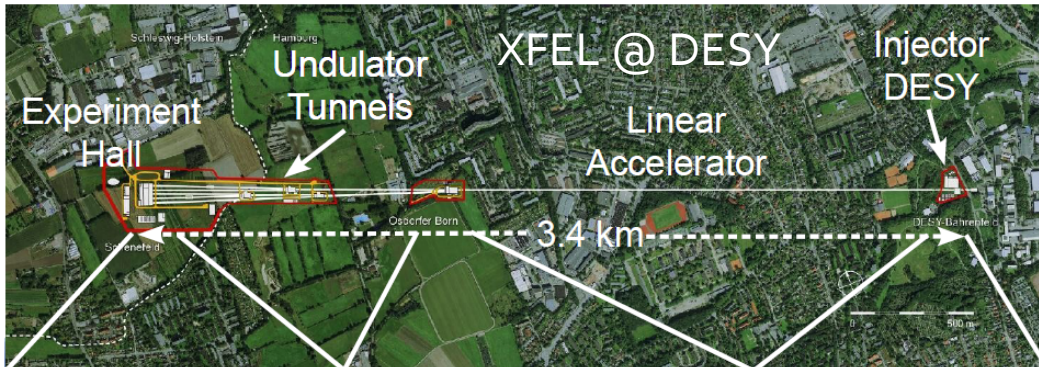 Schleswig-Holstein
Hamburg
XFEL @ DESY
Injector
DESY
Undulator
Tunnels
Experiment
Hall
Linear
Accelerator
Osdorfer Born
DESY-Bahrenfeld
Schenefeld
3.4 km
0
500 m